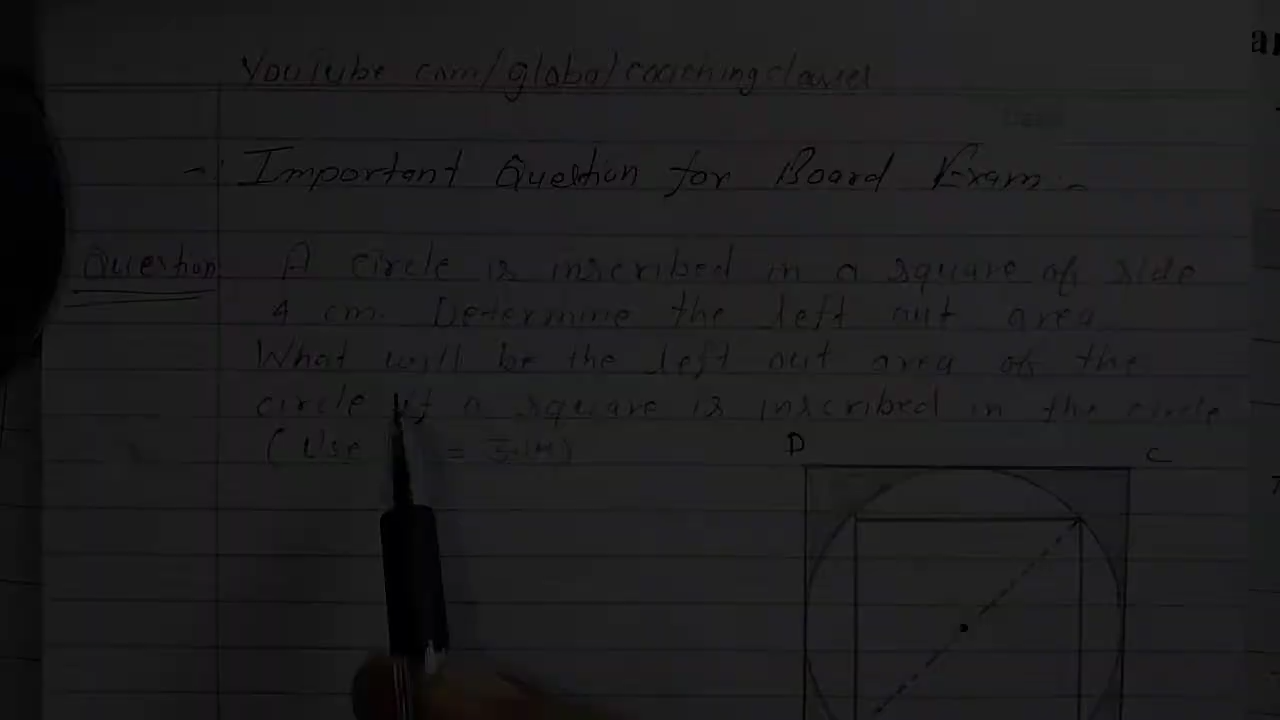 YouTube com/globalcoachingclasses
-: Important Question for Board Exam -
Question A circle is inscribed in a square of side
4 cm. Determine the left out area
What will be the left out area of the
circle if a square is inscribed in the circle
(Use = 3.14)
D C